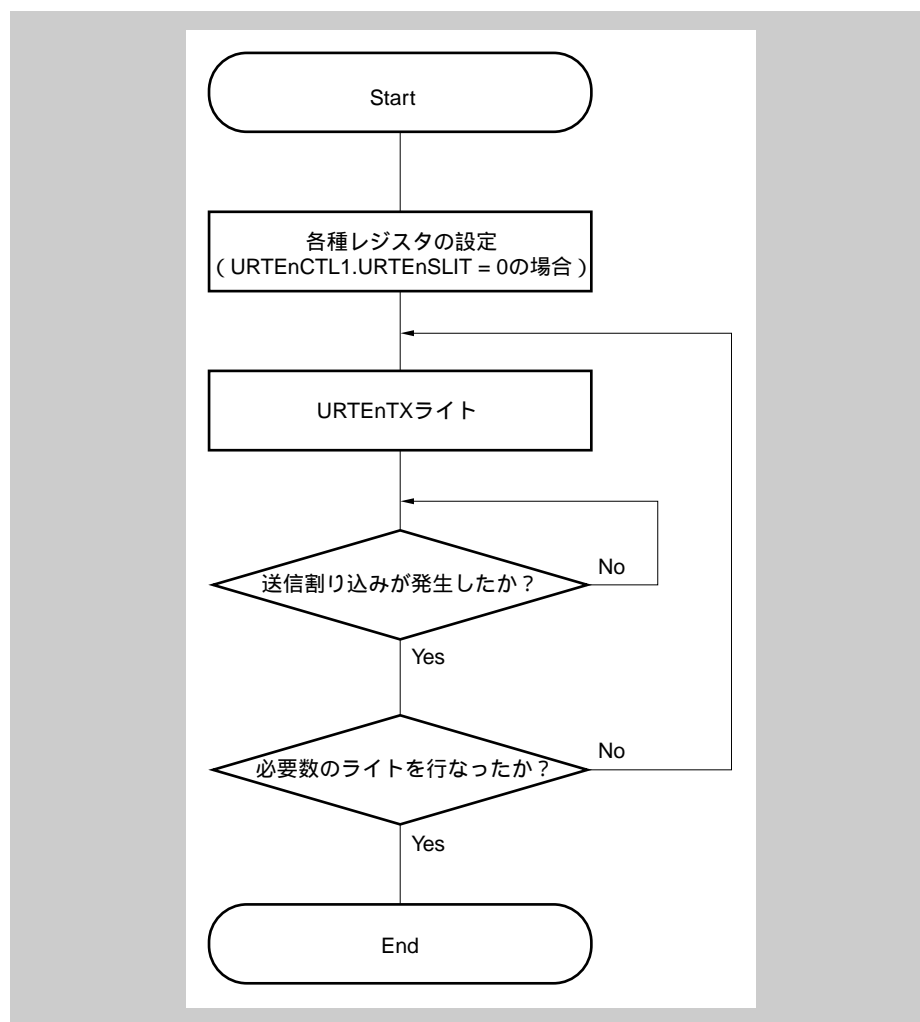 Start
各種レジスタの設定
(URTEnCTL1.URTEnSLIT = 0の場合)
URTEnTXライト
送信割り込みが発生したか?
No
Yes
必要数のライトを行なったか?
No
Yes
End